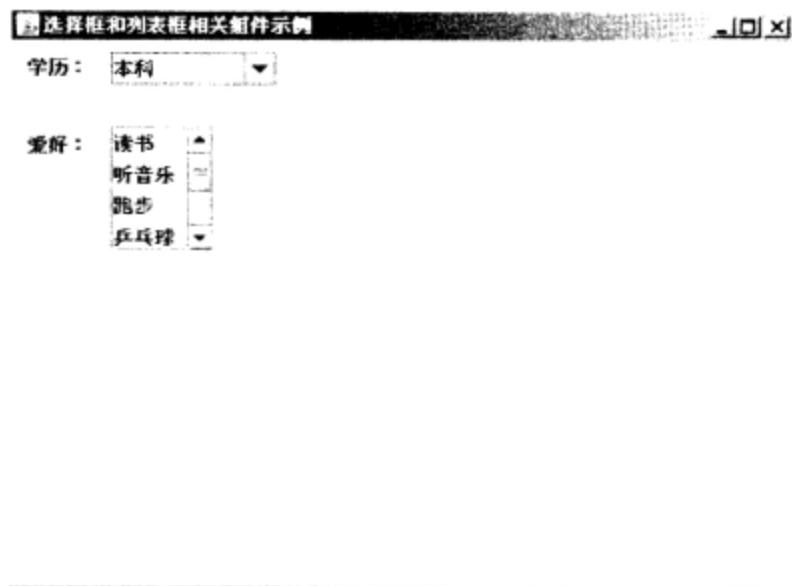 选择框和列表框相关组件示例
学历： 本科
爱好： 读书
听音乐
跑步
乒乓球